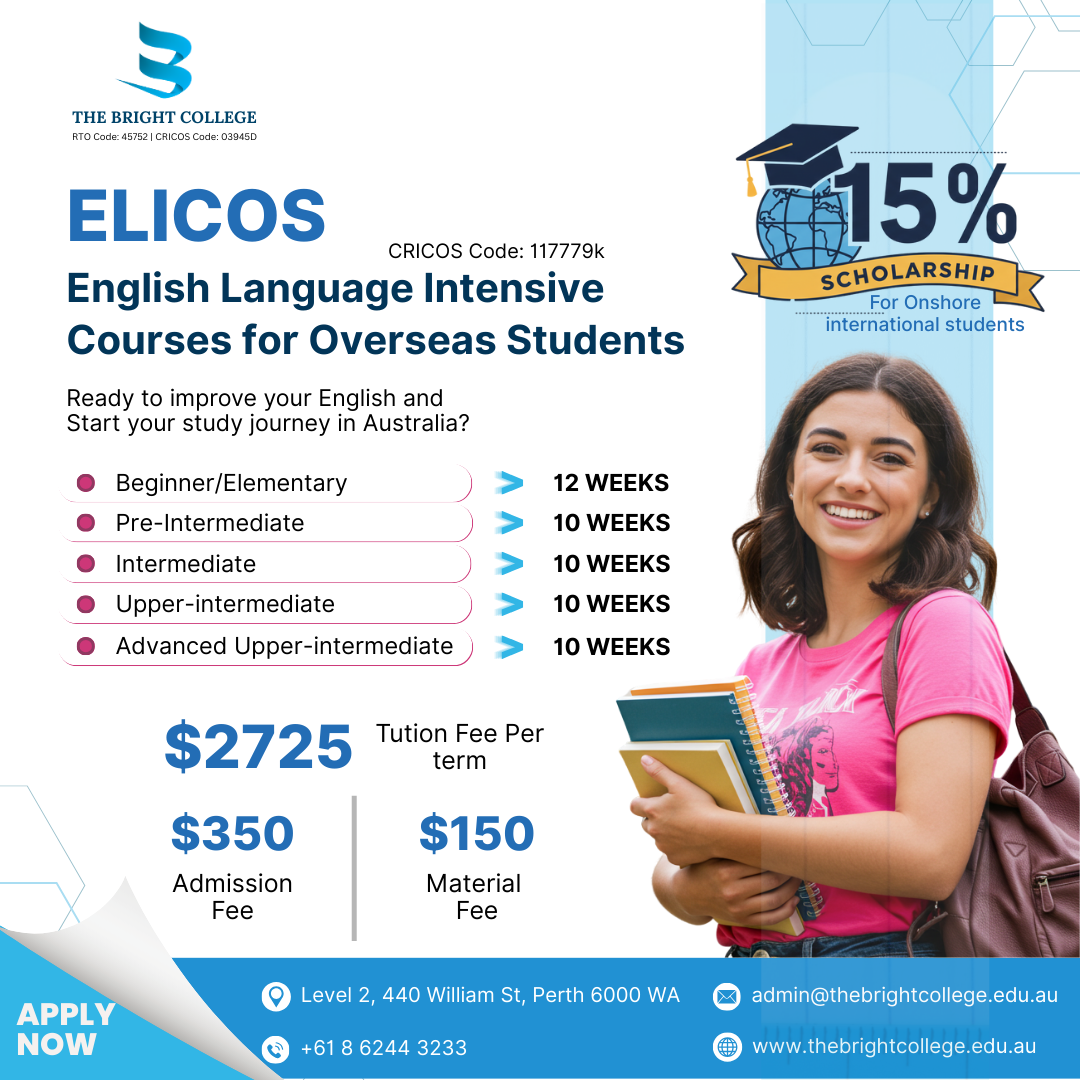 THE BRIGHT COLLEGE
RTO Code: 45752 | CRICOS Code: 03945D
15%
SCHOLARSHIP
For Onshore
international students
ELICOS
CRICOS Code: 117779k
English Language Intensive
Courses for Overseas Students
Ready to improve your English and
Start your study journey in Australia?
Beginner/Elementary > 12 WEEKS
Pre-Intermediate > 10 WEEKS
Intermediate > 10 WEEKS
Upper-intermediate > 10 WEEKS
Advanced Upper-intermediate > 10 WEEKS
$2725
Tution Fee Per
term
$350
Admission
Fee
$150
Material
Fee
APPLY
NOW
Level 2, 440 William St, Perth 6000 WA
+61 8 6244 3233
admin@thebrightcollege.edu.au
www.thebrightcollege.edu.au